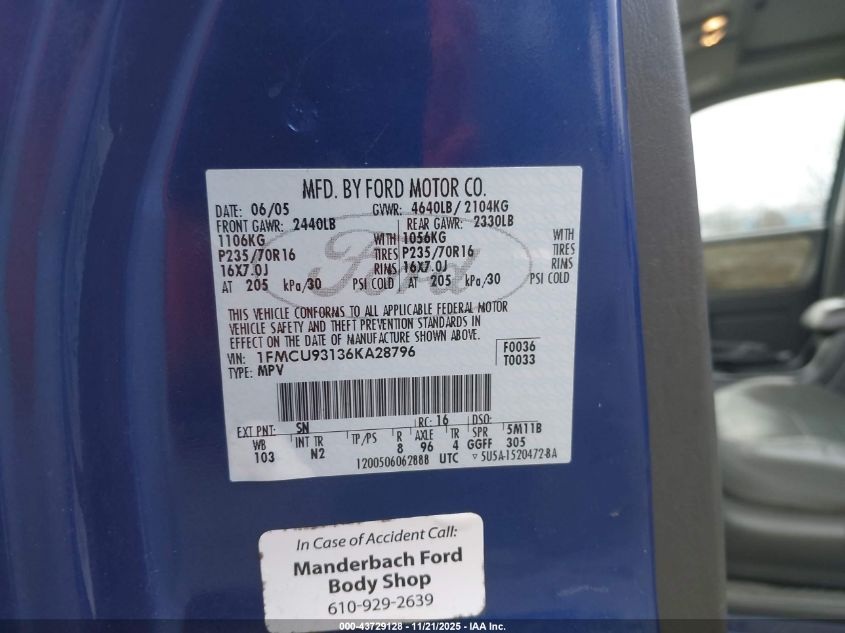 MFD. BY FORD MOTOR CO.
DATE: 06/05 GVWR: 4640LB/ 2104KG
FRONT GAWR: 2440LB REAR GAWR: 2330LB
1106KG WITH 1056KG WITH
P235/70R16 TIRES P235/70R16 TIRES
16X7.0J RIMS 16X7.0J RIMS
AT 205 kPa/30 PSI COLD AT 205 kPa/30 PSI COLD
Ford
THIS VEHICLE CONFORMS TO ALL APPLICABLE FEDERAL MOTOR
VEHICLE SAFETY AND THEFT PREVENTION STANDARDS IN
EFFECT ON THE DATE OF MANUFACTURE SHOWN ABOVE.
VIN: 1FMCU93136KA28796 F0036
TYPE: MPV T0033
EXT PNT: SN RC: 16 DSO:
WB INT TR TP/PS R AXLE TR SPR 5M11B
103 N2 8 96 4 GGFF 305
1200506062888 UTC ▽ 5U5A-1520472-BA
In Case of Accident Call:
Manderbach Ford
Body Shop
610-929-2639
000-43729128 - 11/21/2025 - IAA Inc.